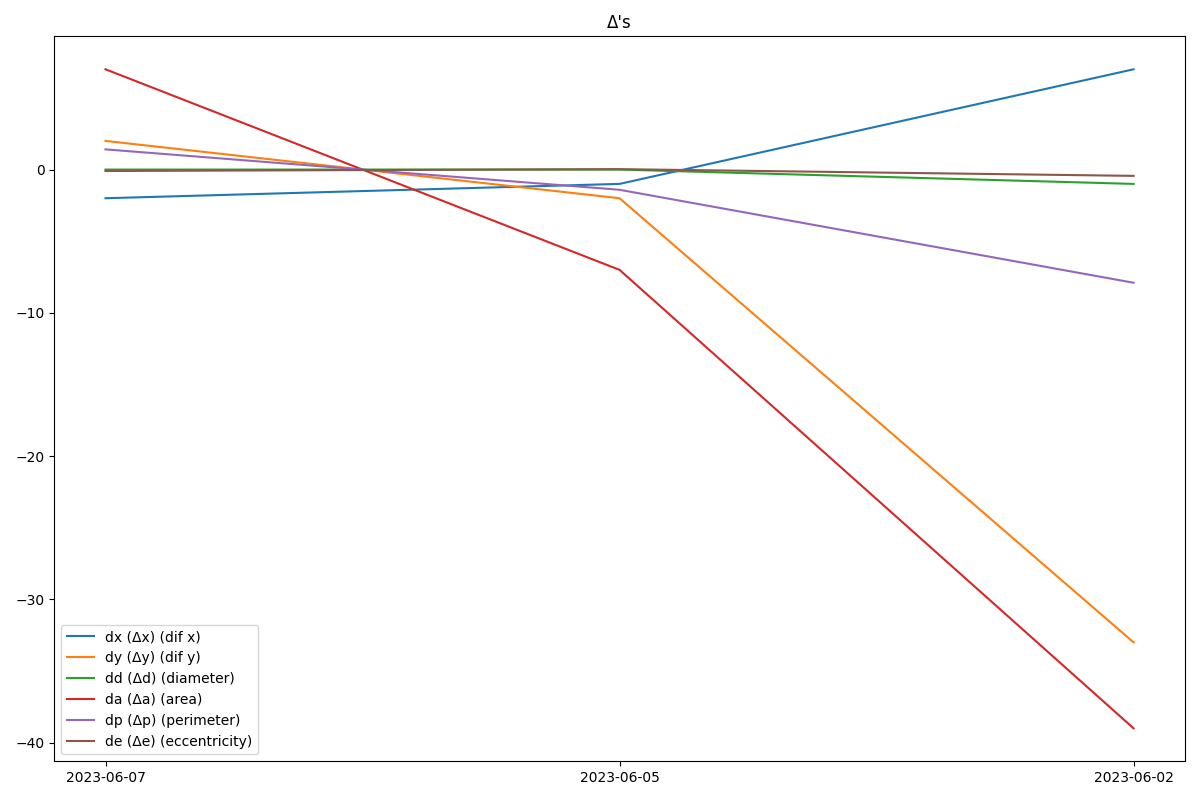 Δ's
0
−10
−20
−30
−40
dx (Δx) (dif x)
dy (Δy) (dif y)
dd (Δd) (diameter)
da (Δa) (area)
dp (Δp) (perimeter)
de (Δe) (eccentricity)
2023-06-07 2023-06-05 2023-06-02